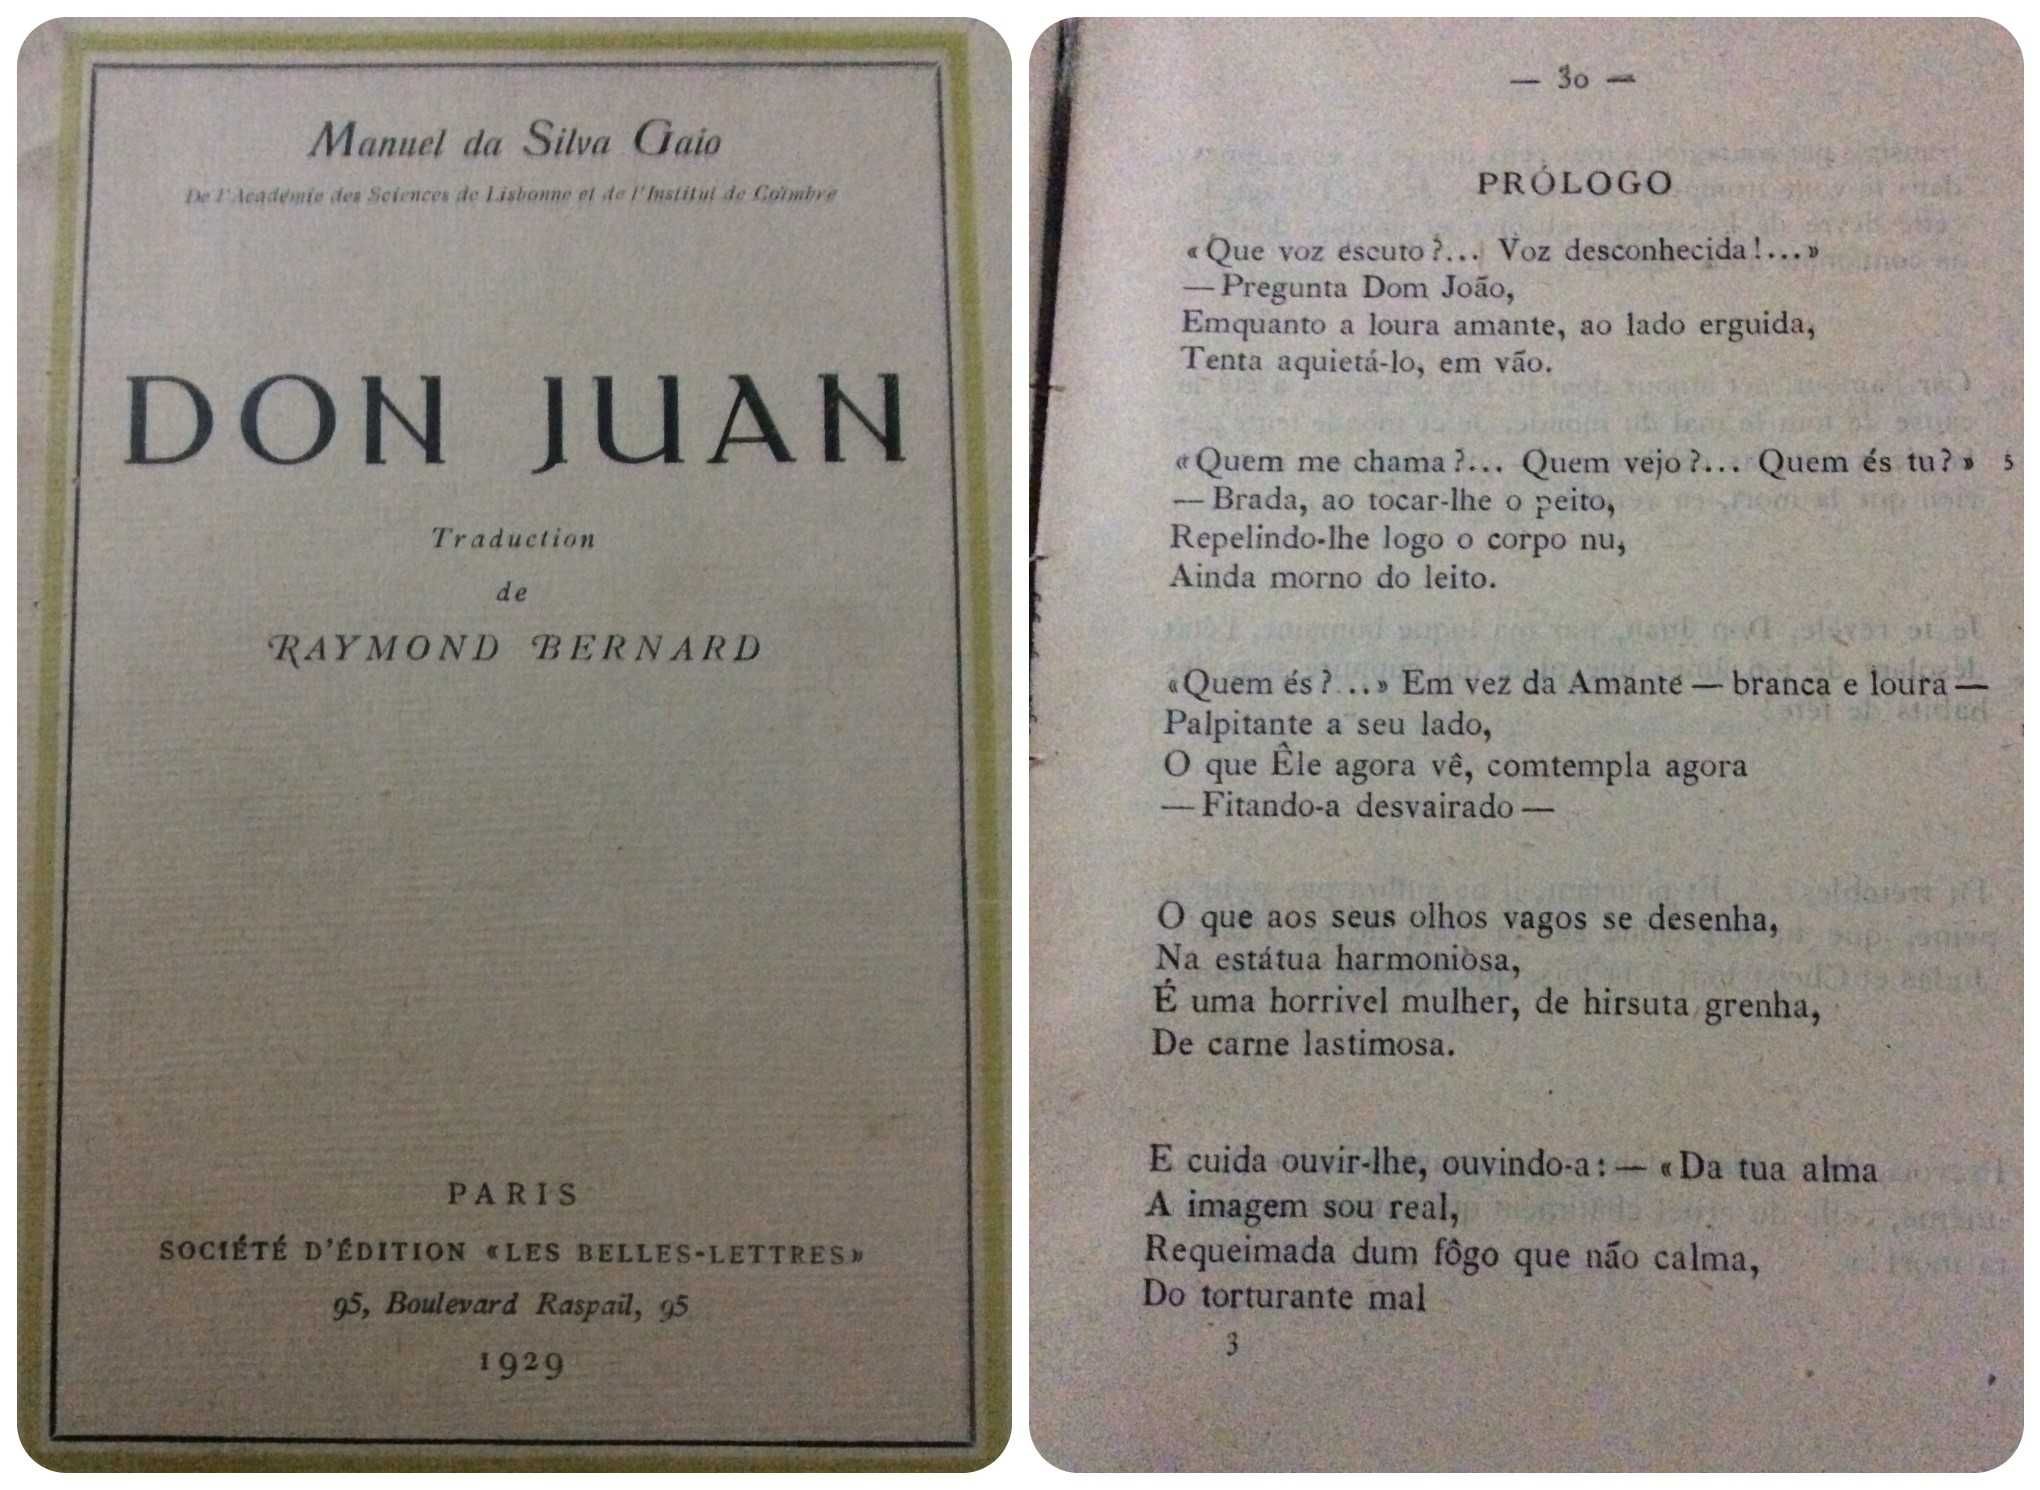 Manuel da Silva Gaio
De l'Académie des Sciences de Lisbonne et de l'Institut de Coïmbre
DON JUAN
Traduction
de
RAYMOND BERNARD
PARIS
SOCIÉTÉ D'ÉDITION «LES BELLES-LETTRES»
95, Boulevard Raspail, 95
1929
— 30 —
PRÓLOGO
«Que voz escuto?... Voz desconhecida!...»
— Pregunta Dom João,
Emquanto a loura amante, ao lado erguida,
Tenta aquietá-lo, em vão.
«Quem me chama?... Quem vejo?... Quem és tu?» 5
— Brada, ao tocar-lhe o peito,
Repelindo-lhe logo o corpo nu,
Ainda morno do leito.
«Quem és?...» Em vez da Amante — branca e loura —
Palpitante a seu lado,
O que Êle agora vê, comtempla agora
— Fitando-a desvairado —
O que aos seus olhos vagos se desenha,
Na estátua harmoniosa,
É uma horrivel mulher, de hirsuta grenha,
De carne lastimosa.
E cuida ouvir-lhe, ouvindo-a: — «Da tua alma
A imagem sou real,
Requeimada dum fôgo que não calma,
Do torturante mal
3